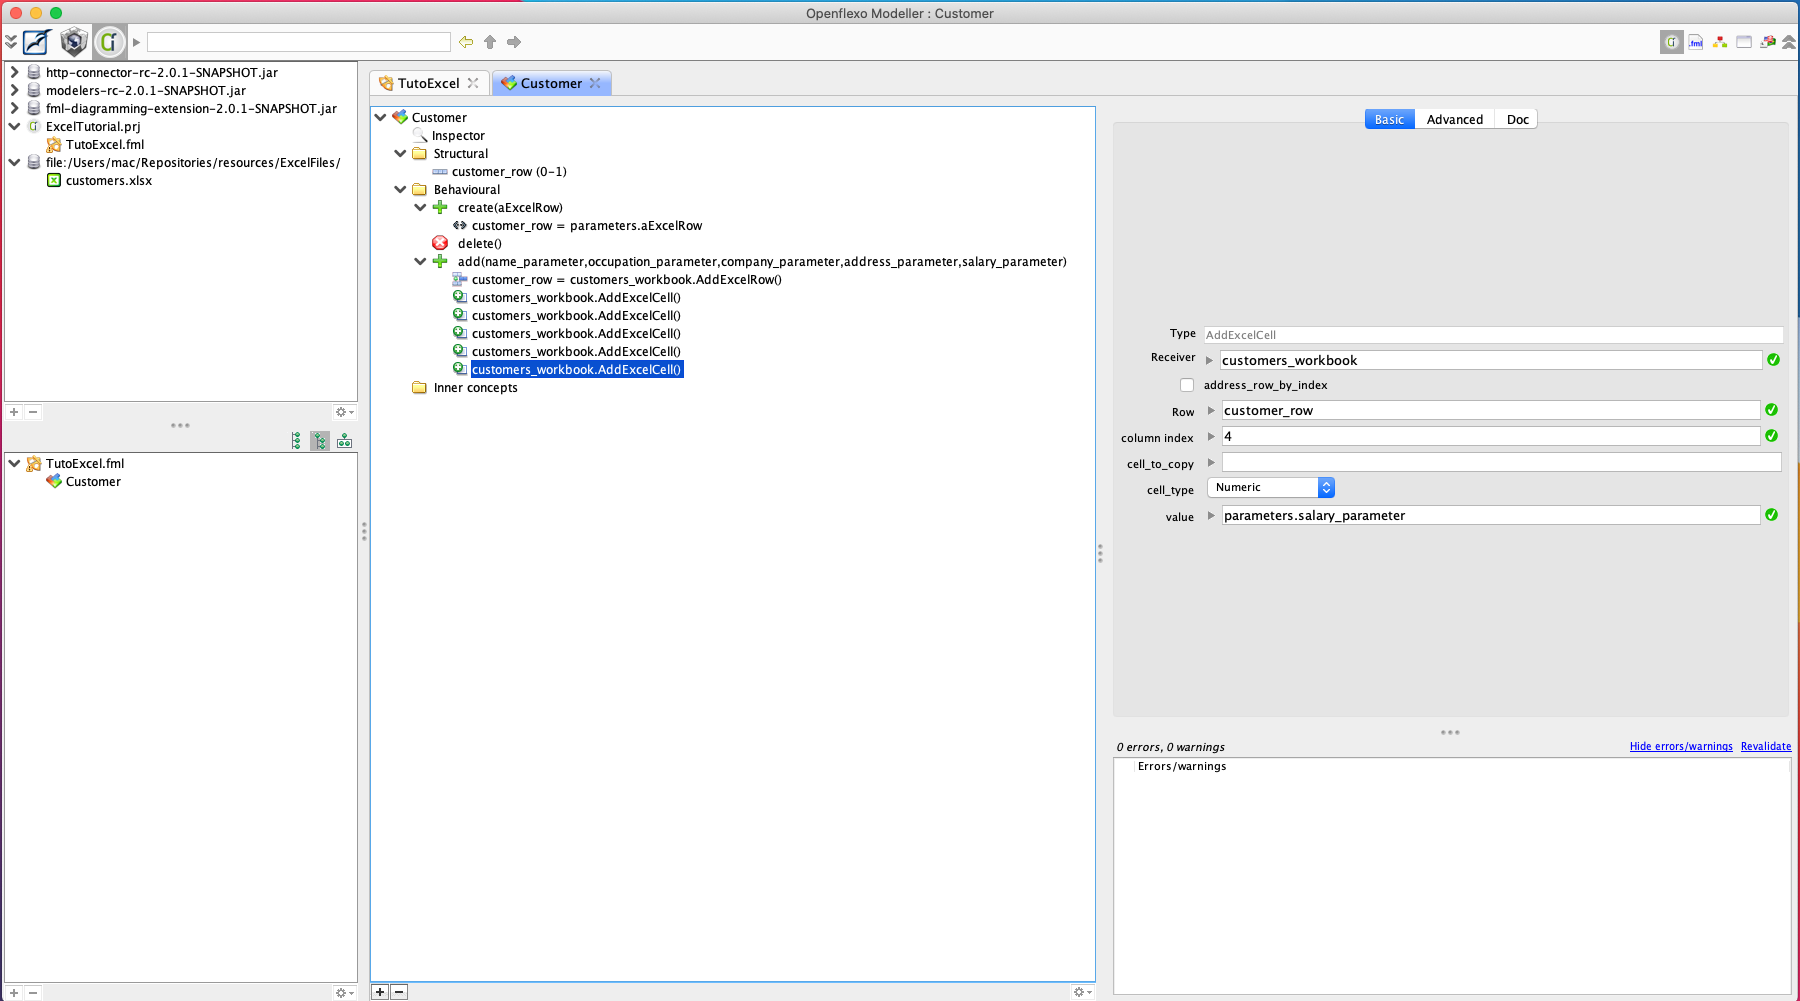 Openflexo Modeller : Customer
http-connector-rc-2.0.1-SNAPSHOT.jar
modelers-rc-2.0.1-SNAPSHOT.jar
fml-diagramming-extension-2.0.1-SNAPSHOT.jar
ExcelTutorial.prj
TutoExcel.fml
file:/Users/mac/Repositories/resources/ExcelFiles/
customers.xlsx
TutoExcel.fml
Customer
TutoExcel
Customer
Customer
Inspector
Structural
customer_row (0-1)
Behavioural
create(aExcelRow)
customer_row = parameters.aExcelRow
delete()
add(name_parameter,occupation_parameter,company_parameter,address_parameter,salary_parameter)
customer_row = customers_workbook.AddExcelRow()
customers_workbook.AddExcelCell()
customers_workbook.AddExcelCell()
customers_workbook.AddExcelCell()
customers_workbook.AddExcelCell()
customers_workbook.AddExcelCell()
Inner concepts
Basic Advanced Doc
Type AddExcelCell
Receiver customers_workbook
address_row_by_index
Row customer_row
column index 4
cell_to_copy
cell_type Numeric
value parameters.salary_parameter
0 errors, 0 warnings Hide errors/warnings Revalidate
Errors/warnings